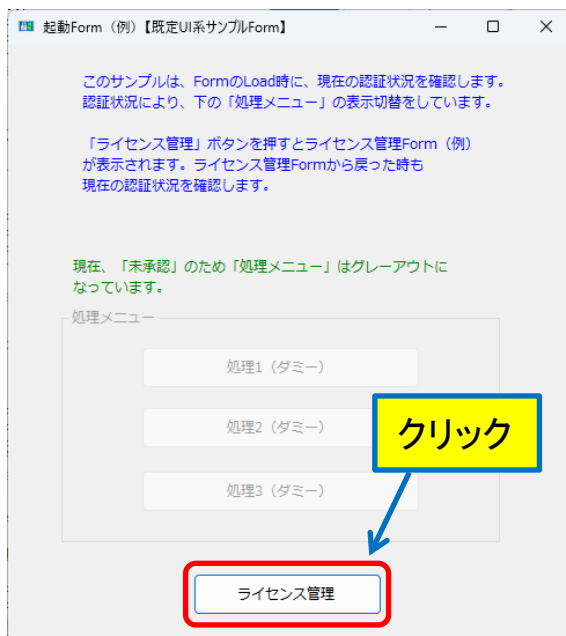 起動Form（例）【既定UI系サンプルForm】
このサンプルは、FormのLoad時に、現在の認証状況を確認します。
認証状況により、下の「処理メニュー」の表示切替をしています。
「ライセンス管理」ボタンを押すとライセンス管理Form（例）
が表示されます。ライセンス管理Formから戻った時も
現在の認証状況を確認します。
現在、「未承認」のため「処理メニュー」はグレーアウトに
なっています。
処理メニュー
処理1（ダミー）
処理2（ダミー）
クリック
処理3（ダミー）
ライセンス管理